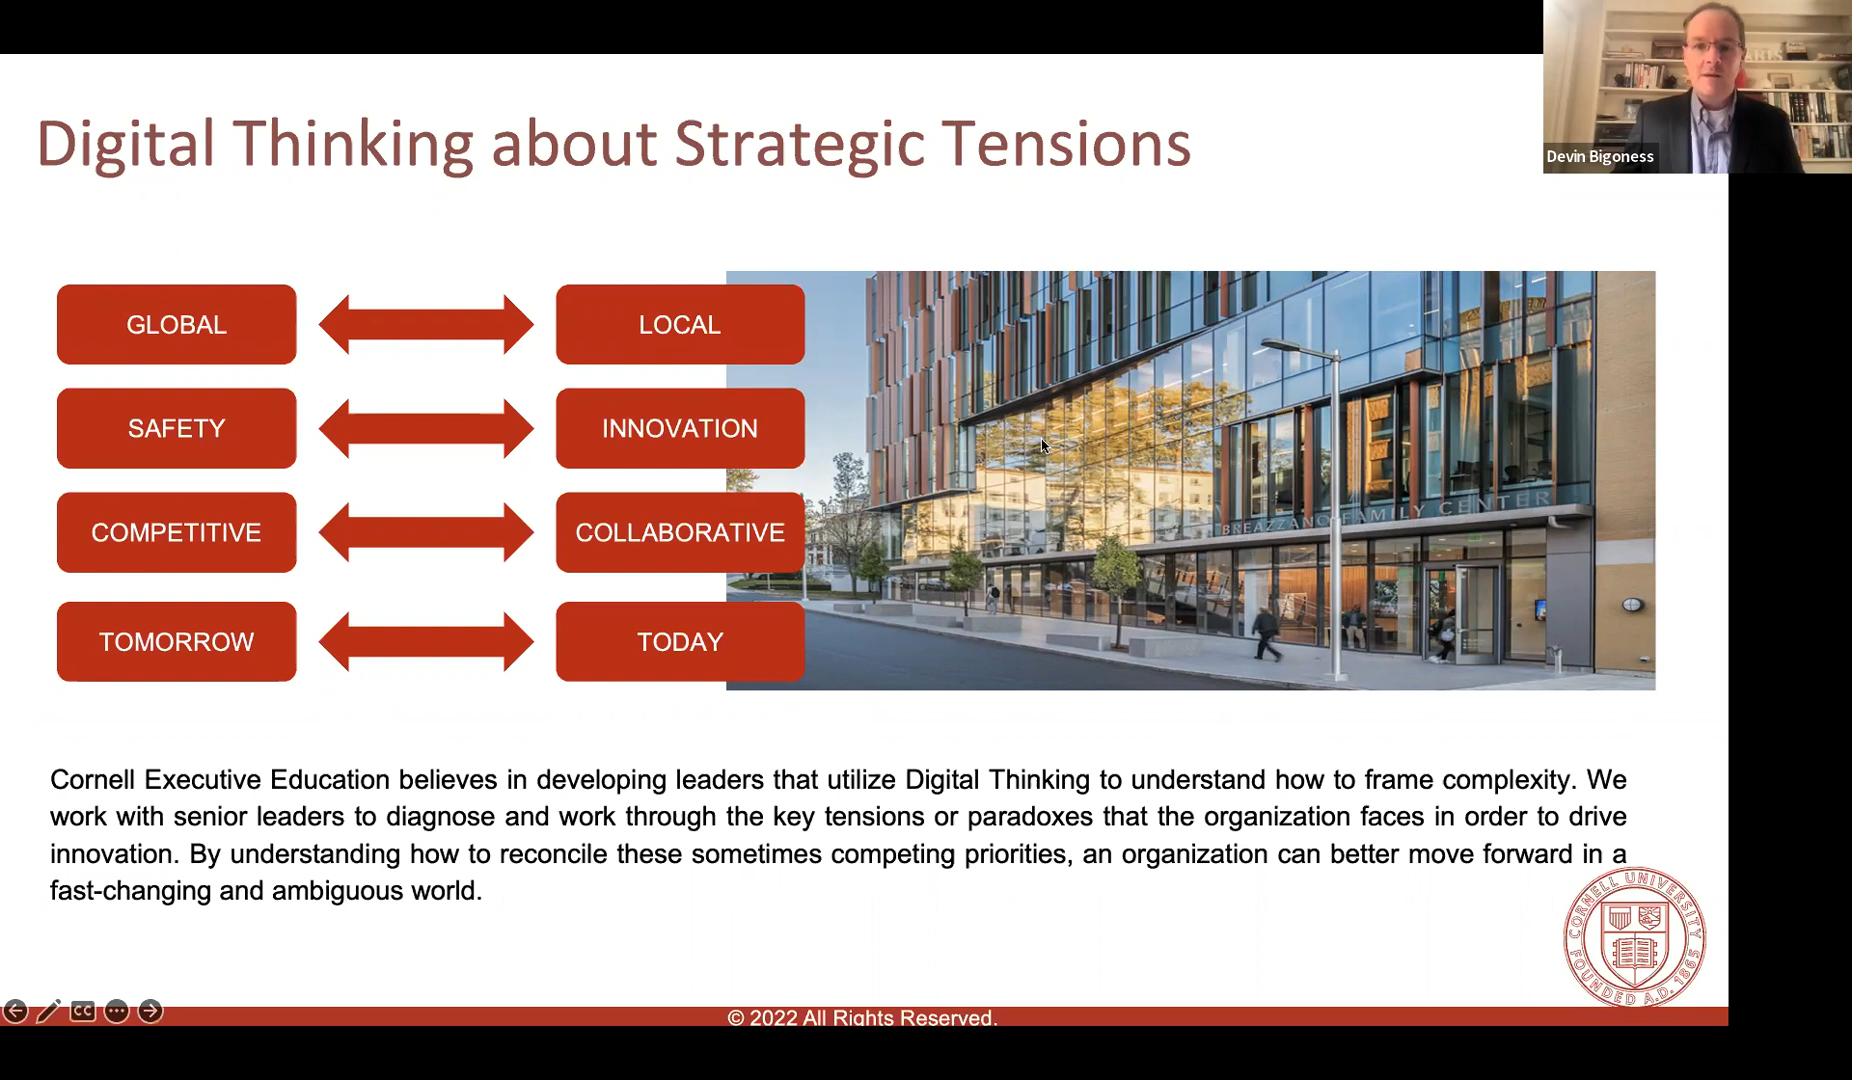 Devin Bigoness
Digital Thinking about Strategic Tensions
GLOBAL
LOCAL
SAFETY
INNOVATION
COMPETITIVE
COLLABORATIVE
TOMORROW
TODAY
BREAZZANO FAMILY CENTER
Cornell Executive Education believes in developing leaders that utilize Digital Thinking to understand how to frame complexity. We
work with senior leaders to diagnose and work through the key tensions or paradoxes that the organization faces in order to drive
innovation. By understanding how to reconcile these sometimes competing priorities, an organization can better move forward in a
fast-changing and ambiguous world.
CORNELL UNIVERSITY
FOUNDED A.D. 1865
CC
© 2022 All Rights Reserved.